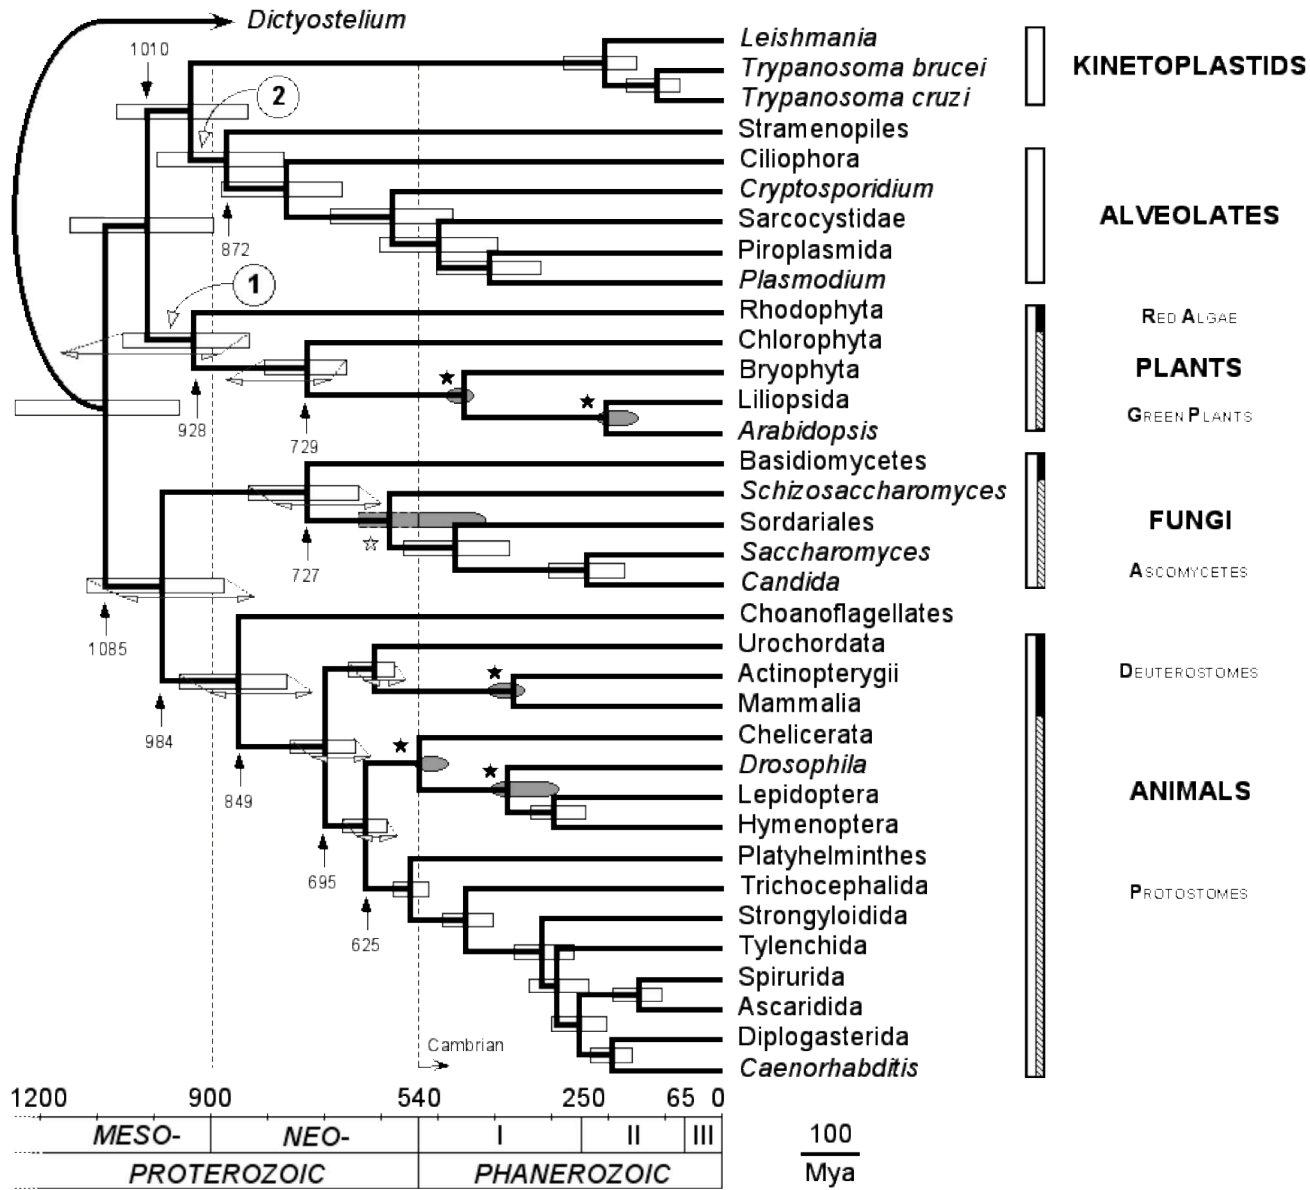 Dictyostelium
1010
Leishmania
KINETOPLASTIDS
Trypanosoma brucei
2
Trypanosoma cruzi
Stramenopiles
Ciliophora
Cryptosporidium
ALVEOLATES
Sarcocystidae
872
Piroplasmida
Plasmodium
1
Rhodophyta
RED ALGAE
Chlorophyta
Bryophyta
PLANTS
Liliopsida
GREEN PLANTS
928
Arabidopsis
729
Basidiomycetes
Schizosaccharomyces
Sordariales
FUNGI
Saccharomyces
727
ASCOMYCETES
Candida
Choanoflagellates
1085
Urochordata
Actinopterygii
DEUTEROSTOMES
Mammalia
984
Chelicerata
Drosophila
849
Lepidoptera
ANIMALS
Hymenoptera
Platyhelminthes
695
Trichocephalida
PROTOSTOMES
Strongyloidida
625
Tylenchida
Spirurida
Ascaridida
Diplogasterida
Cambrian
Caenorhabditis
1200 900 540 250 65 0
MESO- NEO- I II III
100
PROTEROZOIC PHANEROZOIC
Mya